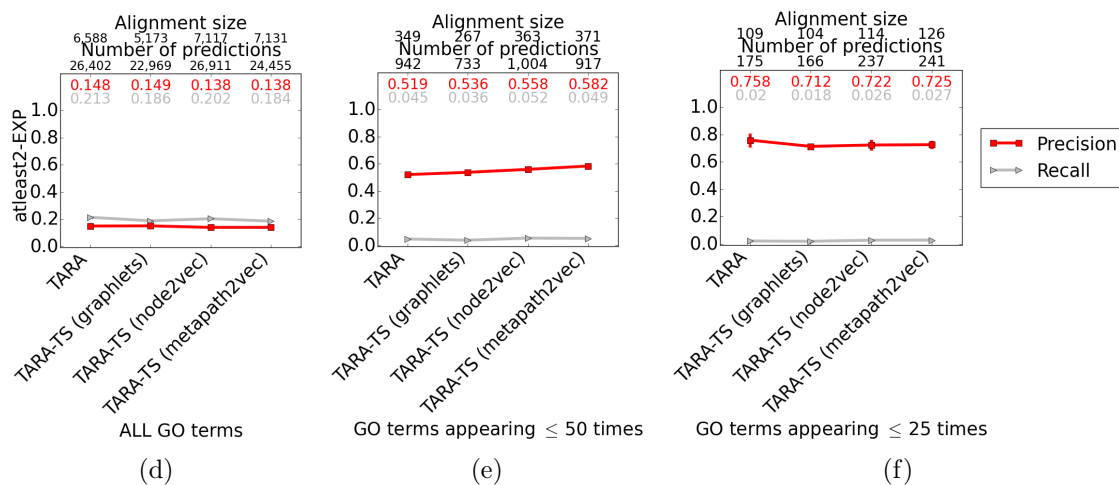 Alignment size
6,588 5,173 7,117 7,131
Number of predictions
26,402 22,969 26,911 24,455
0.148 0.149 0.138 0.138
0.213 0.186 0.202 0.184
1.0
0.8
0.6
0.4
0.2
0.0
atleast2-EXP
TARA
TARA-TS (graphlets)
TARA-TS (node2vec)
TARA-TS (metapath2vec)
ALL GO terms
(d)
Alignment size
349 267 363 371
Number of predictions
942 733 1,004 917
0.519 0.536 0.558 0.582
0.045 0.036 0.052 0.049
1.0
0.8
0.6
0.4
0.2
0.0
TARA
TARA-TS (graphlets)
TARA-TS (node2vec)
TARA-TS (metapath2vec)
GO terms appearing ≤ 50 times
(e)
Alignment size
109 104 114 126
Number of predictions
175 166 237 241
0.758 0.712 0.722 0.725
0.02 0.018 0.026 0.027
1.0
0.8
0.6
0.4
0.2
0.0
TARA
TARA-TS (graphlets)
TARA-TS (node2vec)
TARA-TS (metapath2vec)
GO terms appearing ≤ 25 times
(f)
Precision
Recall